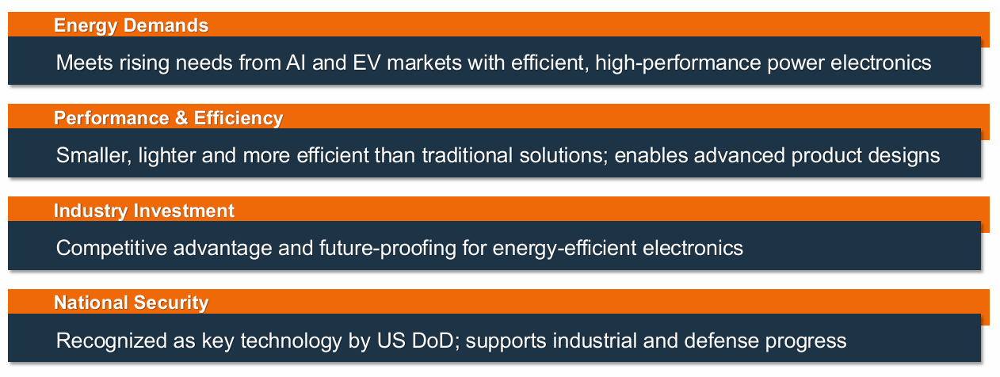 Energy Demands
Meets rising needs from AI and EV markets with efficient, high-performance power electronics
Performance & Efficiency
Smaller, lighter and more efficient than traditional solutions; enables advanced product designs
Industry Investment
Competitive advantage and future-proofing for energy-efficient electronics
National Security
Recognized as key technology by US DoD; supports industrial and defense progress